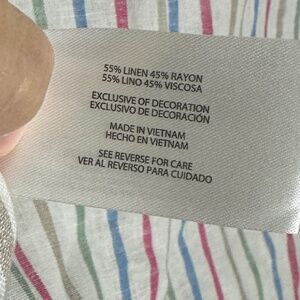 55% LINEN 45% RAYON
55% LINO 45% VISCOSA
EXCLUSIVE OF DECORATION
EXCLUSIVO DE DECORACIÓN
MADE IN VIETNAM
HECHO EN VIETNAM
SEE REVERSE FOR CARE
VER AL REVERSO PARA CUIDADO